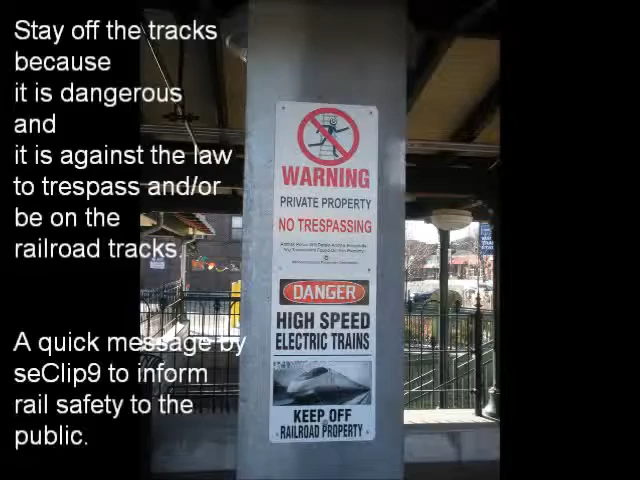 Stay off the tracks
because
it is dangerous
and
it is against the law
to trespass and/or
be on the
railroad tracks.
A quick message by
seClip9 to inform
rail safety to the
public.
WARNING
PRIVATE PROPERTY
NO TRESPASSING
DANGER
HIGH SPEED
ELECTRIC TRAINS
KEEP OFF
RAILROAD PROPERTY